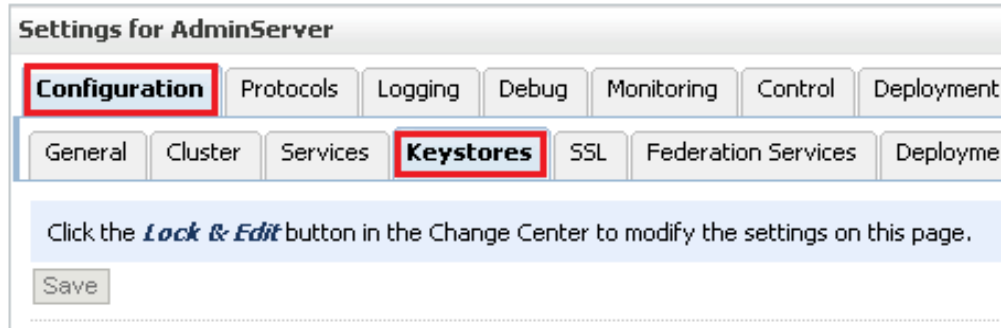 Settings for AdminServer
Configuration Protocols Logging Debug Monitoring Control Deployment
General Cluster Services Keystores SSL Federation Services Deployme
Click the Lock & Edit button in the Change Center to modify the settings on this page.
Save